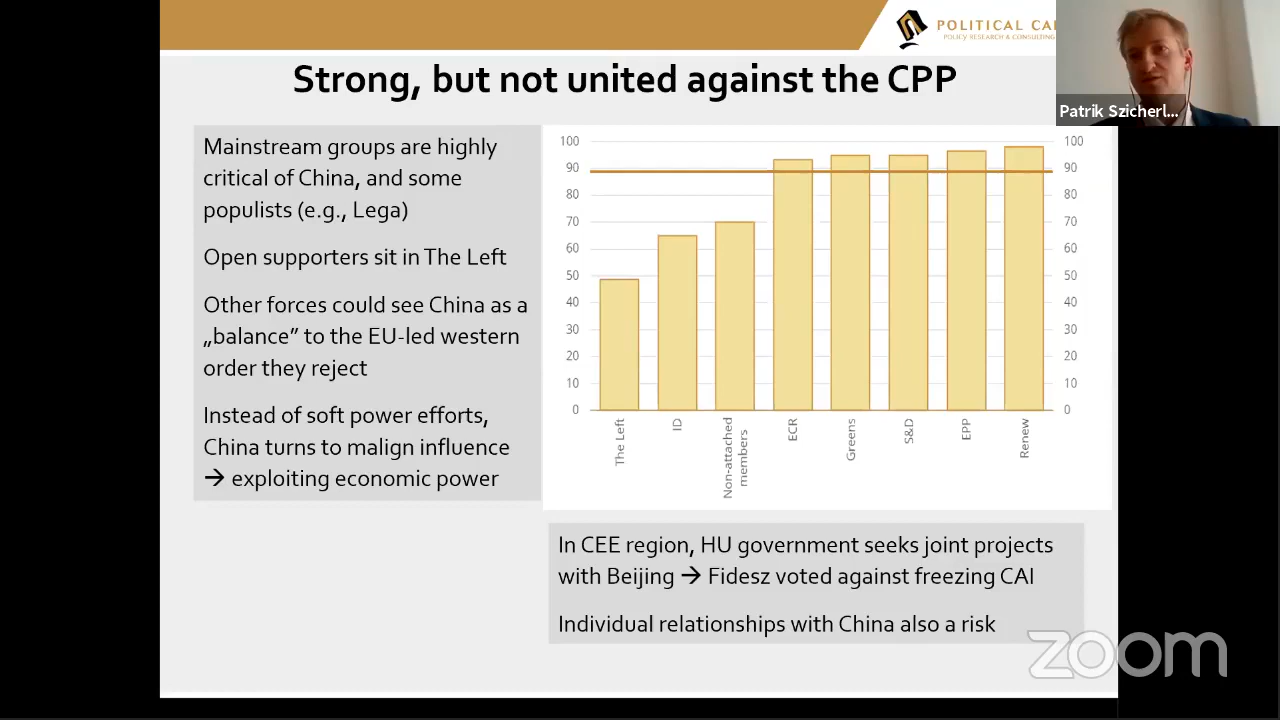 POLITICAL CA
POLICY RESEARCH & CONSULTING
Patrik Szicherl...
Strong, but not united against the CPP
Mainstream groups are highly
critical of China, and some
populists (e.g., Lega)
Open supporters sit in The Left
Other forces could see China as a
„balance” to the EU-led western
order they reject
Instead of soft power efforts,
China turns to malign influence
→ exploiting economic power
100
90
80
70
60
50
40
30
20
10
0
100
90
80
70
60
50
40
30
20
10
0
The Left
ID
Non-attached
members
ECR
Greens
S&D
EPP
Renew
In CEE region, HU government seeks joint projects
with Beijing → Fidesz voted against freezing CAI
Individual relationships with China also a risk
zoom